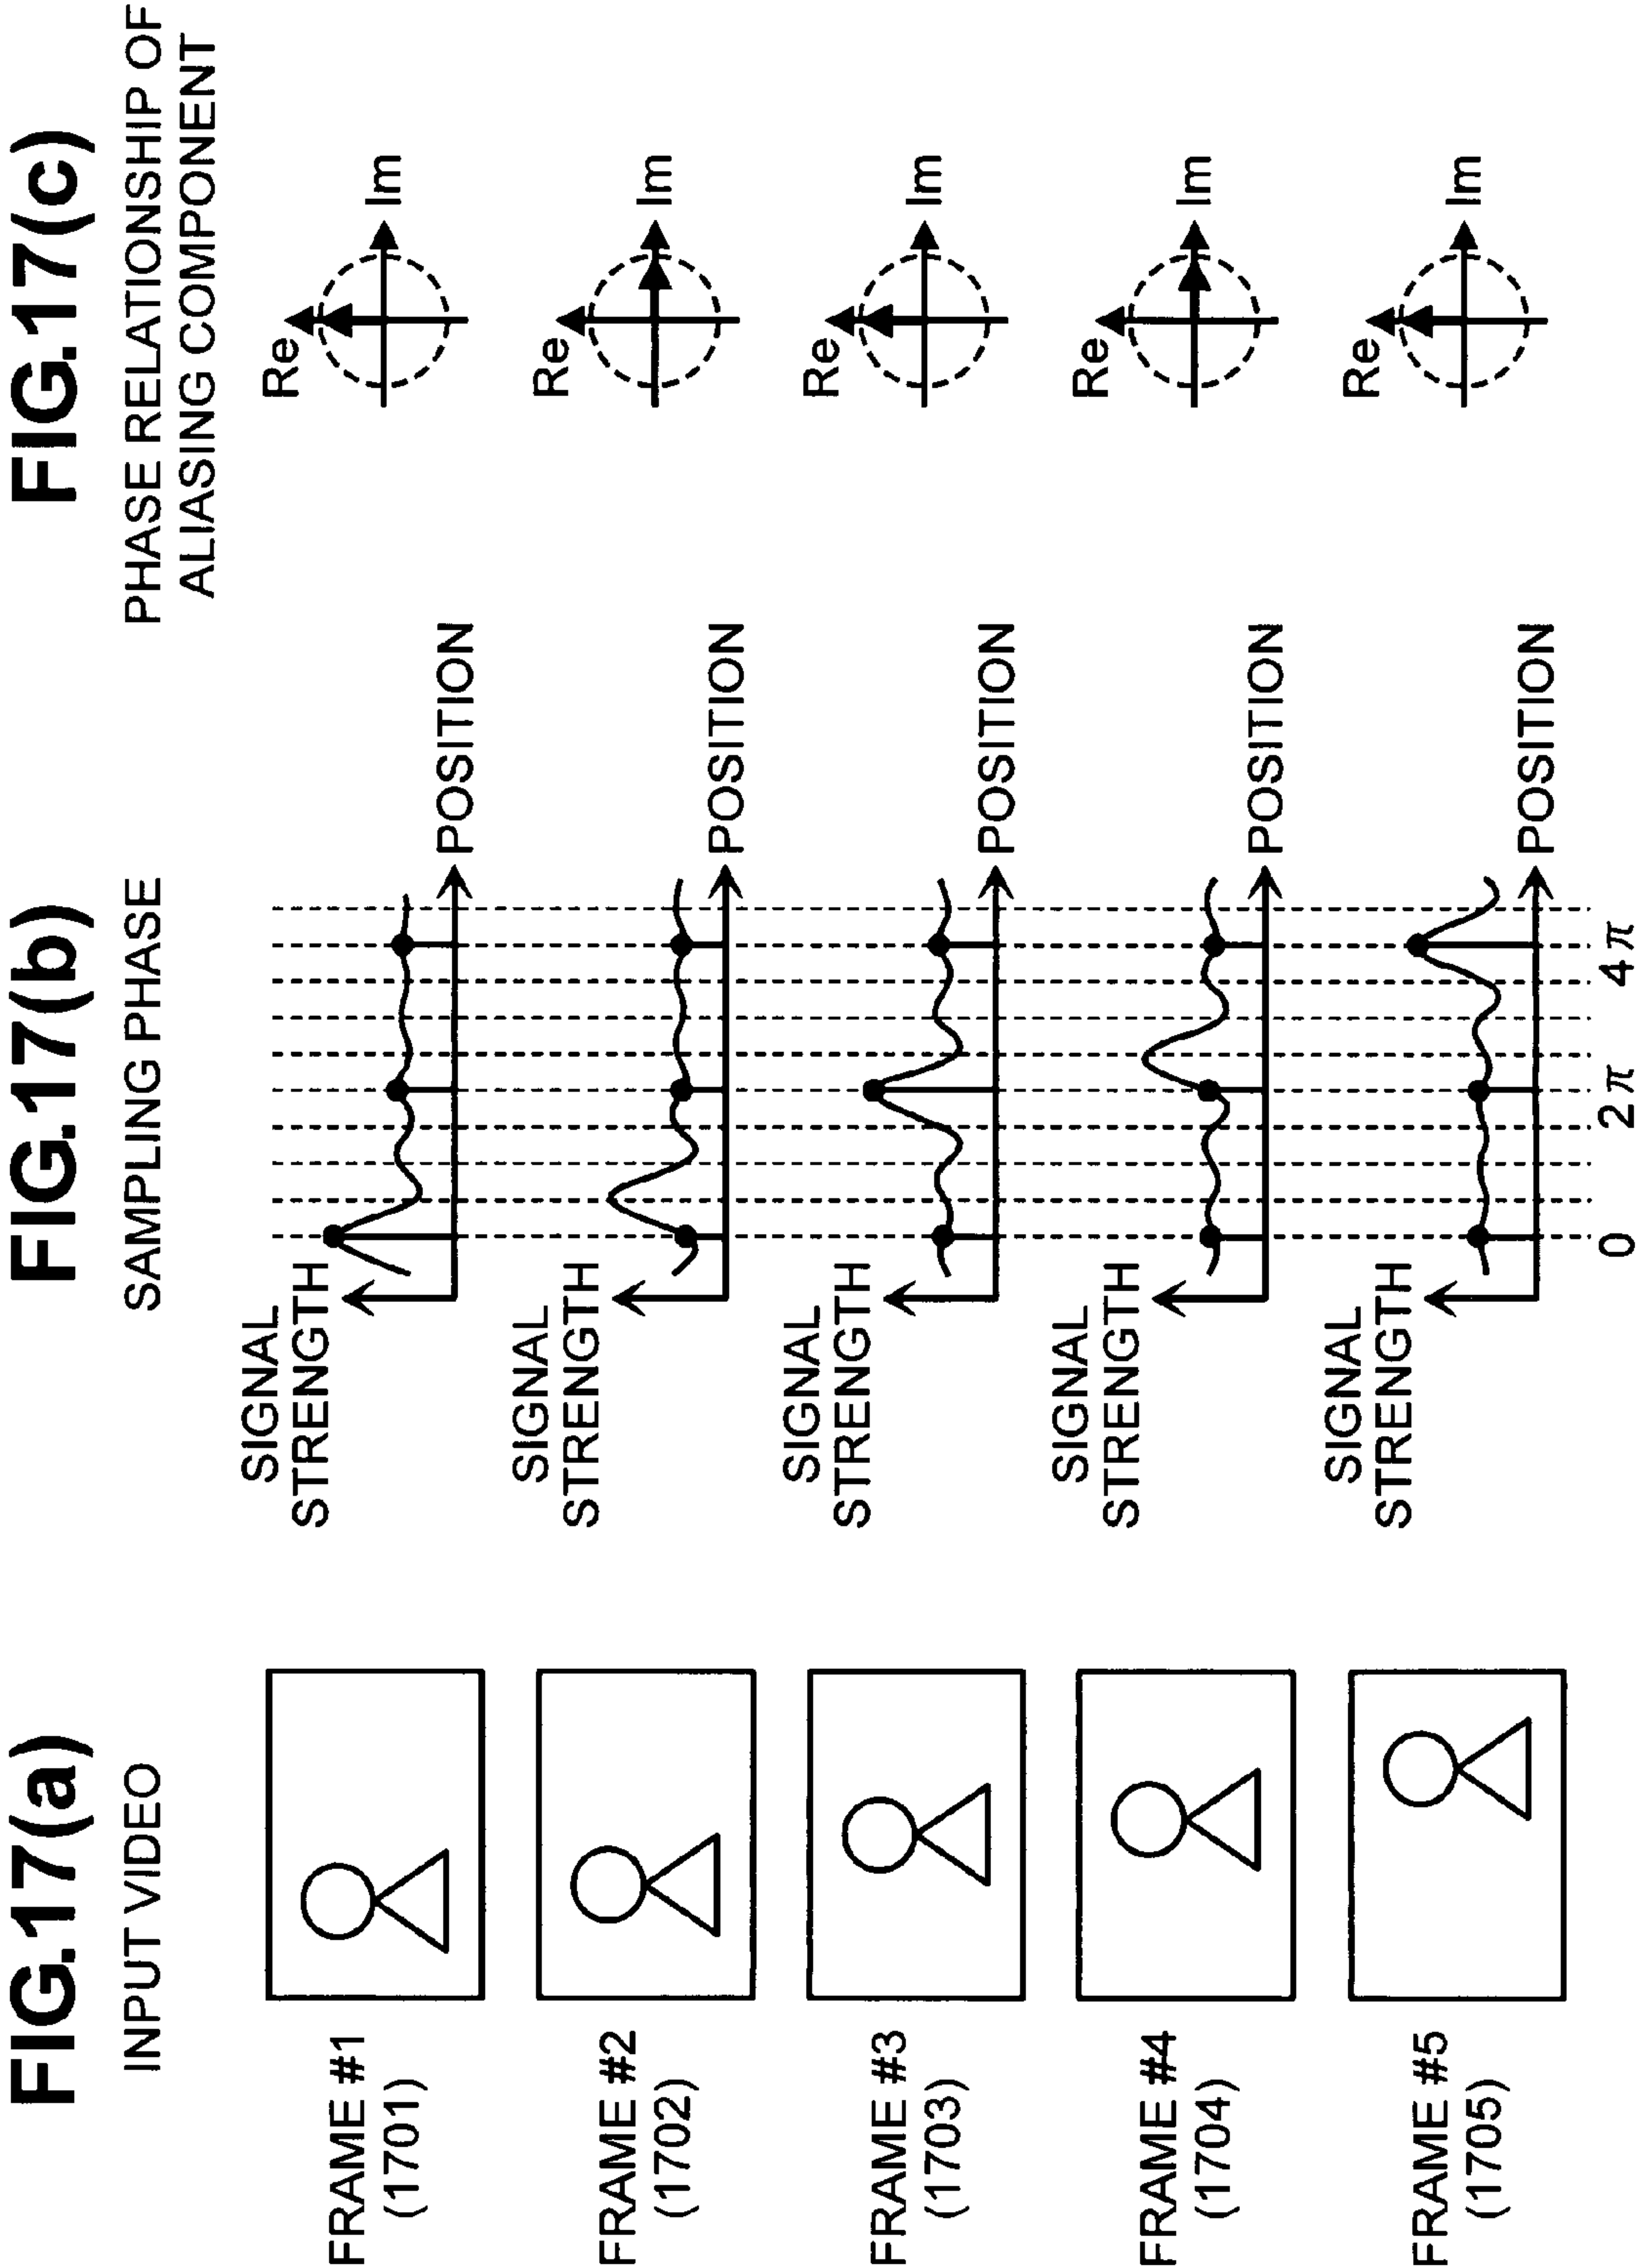 FIG.17(a)
INPUT VIDEO
FIG.17(b)
SAMPLING PHASE
FIG.17(c)
PHASE RELATIONSHIP OF
ALIASING COMPONENT
FRAME #1
(1701)
SIGNAL
STRENGTH
POSITION
Re
Im
FRAME #2
(1702)
SIGNAL
STRENGTH
POSITION
Re
Im
FRAME #3
(1703)
SIGNAL
STRENGTH
POSITION
Re
Im
FRAME #4
(1704)
SIGNAL
STRENGTH
POSITION
Re
Im
FRAME #5
(1705)
SIGNAL
STRENGTH
POSITION
Re
Im
0 2π 4π